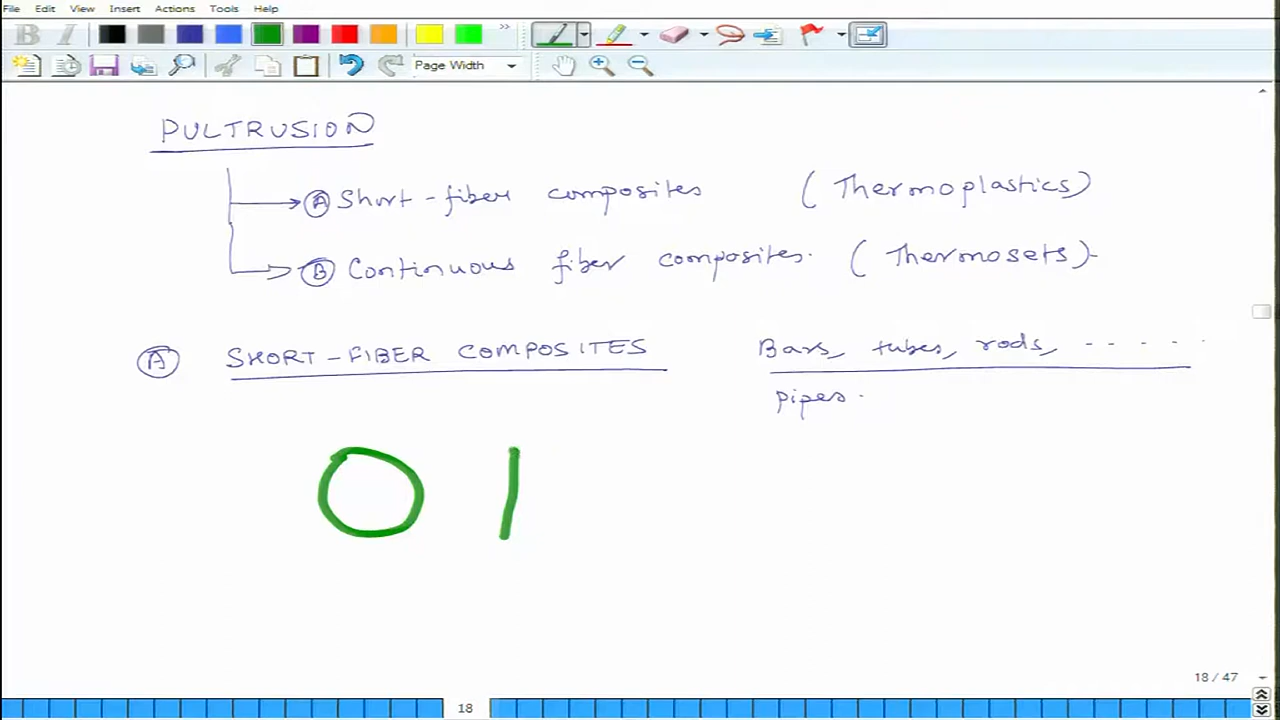 File Edit View Insert Actions Tools Help
B I »
Page Width
PULTRUSION
(A) Short-fiber composites (Thermoplastics)
(B) Continuous fiber composites. (Thermosets)-
(A) SHORT-FIBER COMPOSITES Bars, tubes, rods, - - - - -
pipes.
18 / 47
18